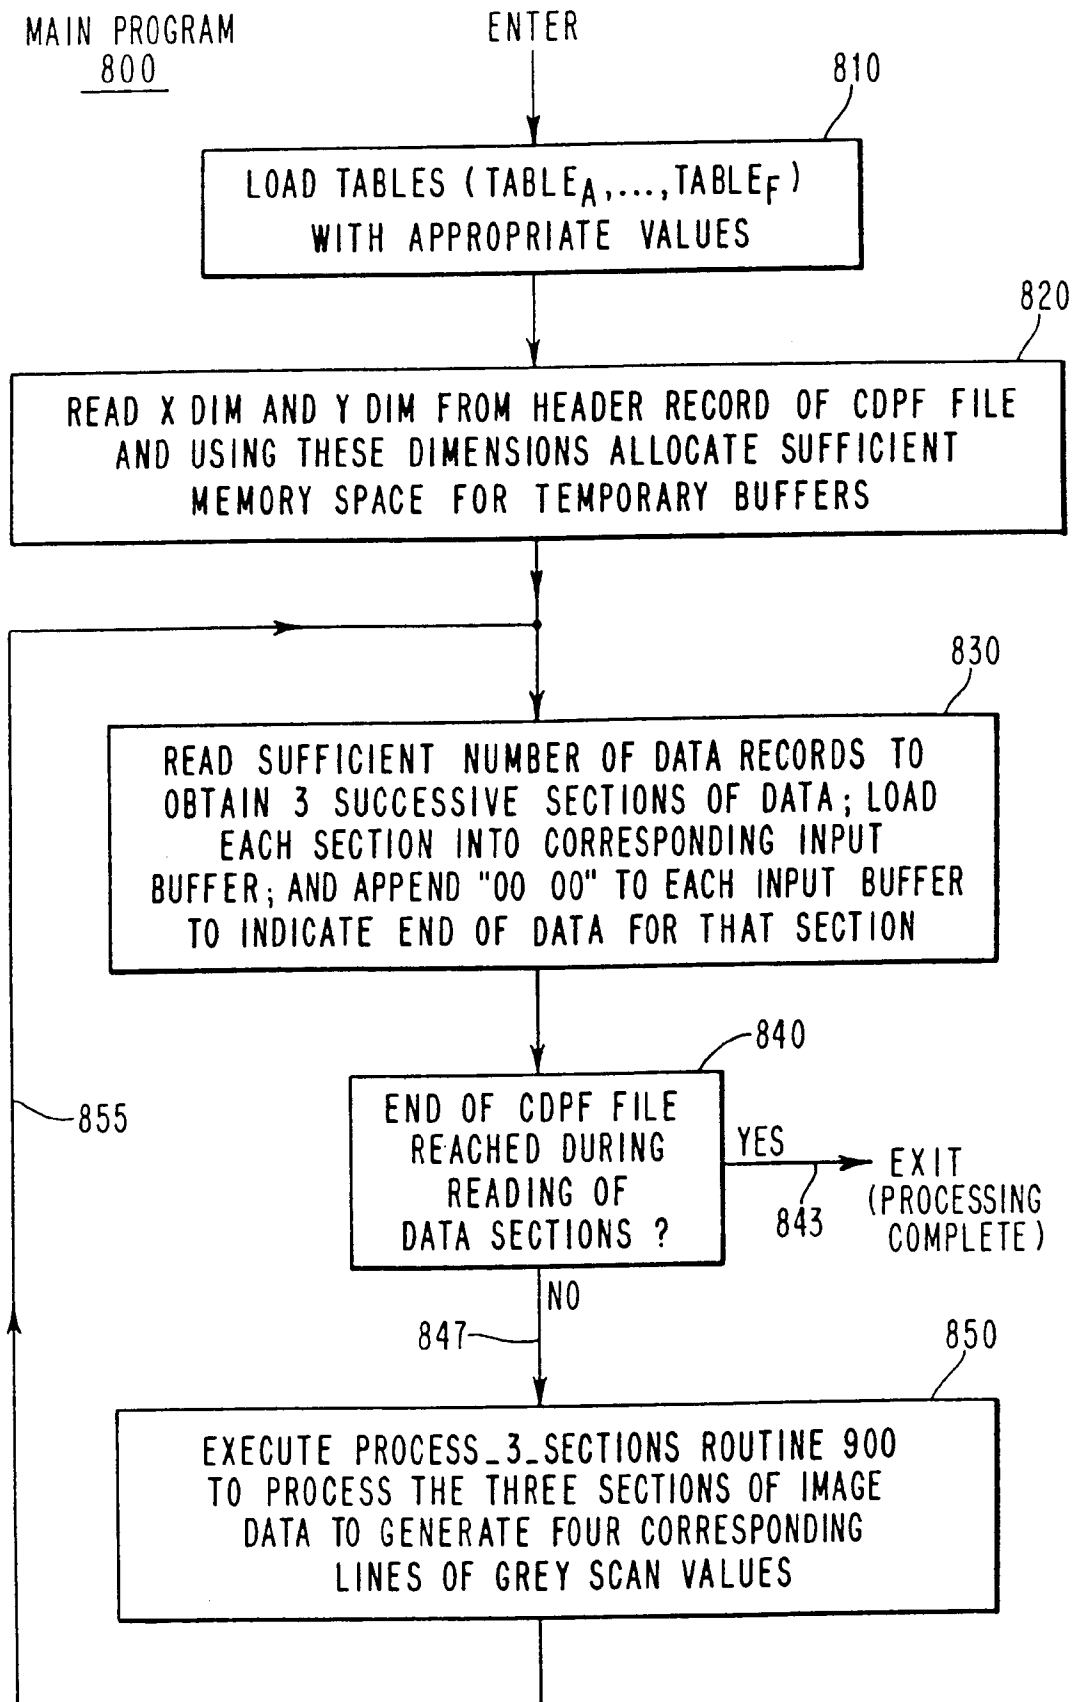 MAIN PROGRAM
800
ENTER
810
LOAD TABLES (TABLEA,...,TABLEF)
WITH APPROPRIATE VALUES
820
READ X DIM AND Y DIM FROM HEADER RECORD OF CDPF FILE
AND USING THESE DIMENSIONS ALLOCATE SUFFICIENT
MEMORY SPACE FOR TEMPORARY BUFFERS
830
READ SUFFICIENT NUMBER OF DATA RECORDS TO
OBTAIN 3 SUCCESSIVE SECTIONS OF DATA; LOAD
EACH SECTION INTO CORRESPONDING INPUT
BUFFER; AND APPEND "00 00" TO EACH INPUT BUFFER
TO INDICATE END OF DATA FOR THAT SECTION
840
END OF CDPF FILE
REACHED DURING
READING OF
DATA SECTIONS ?
YES
843
EXIT
(PROCESSING
COMPLETE)
855
NO
847
850
EXECUTE PROCESS_3_SECTIONS ROUTINE 900
TO PROCESS THE THREE SECTIONS OF IMAGE
DATA TO GENERATE FOUR CORRESPONDING
LINES OF GREY SCAN VALUES